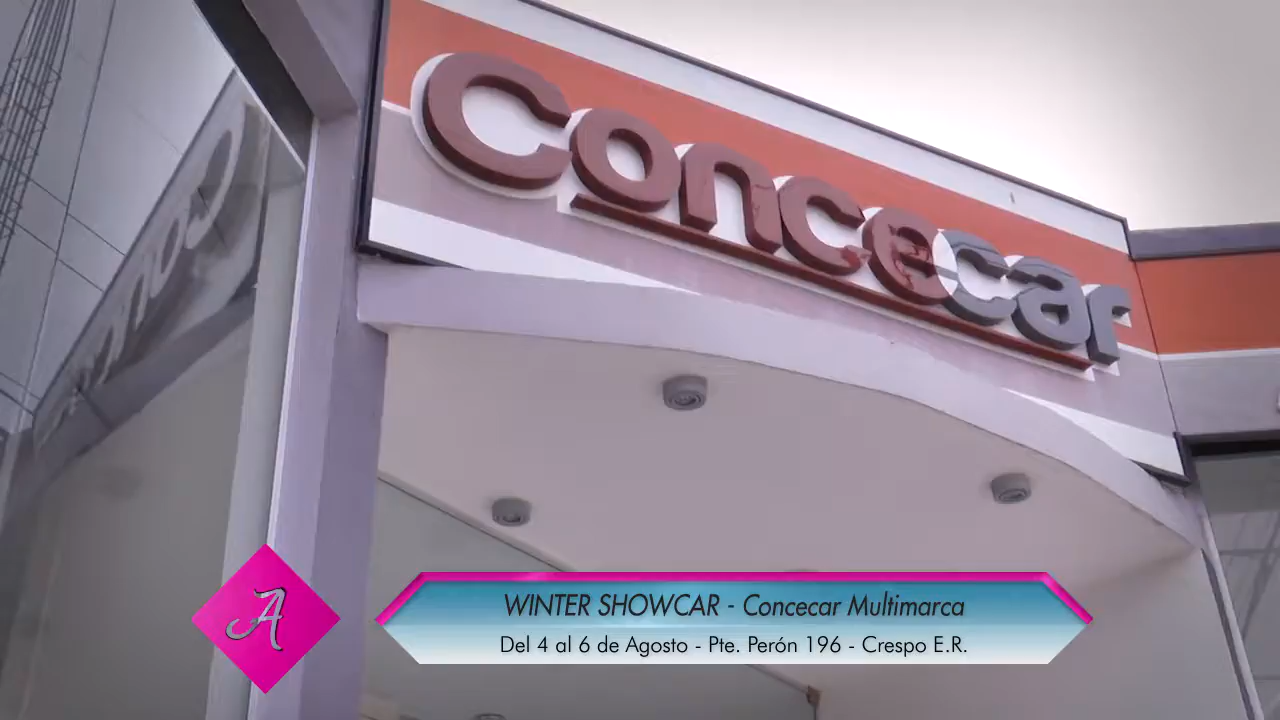 Concecar
A
WINTER SHOWCAR - Concecar Multimarca
Del 4 al 6 de Agosto - Pte. Perón 196 - Crespo E.R.